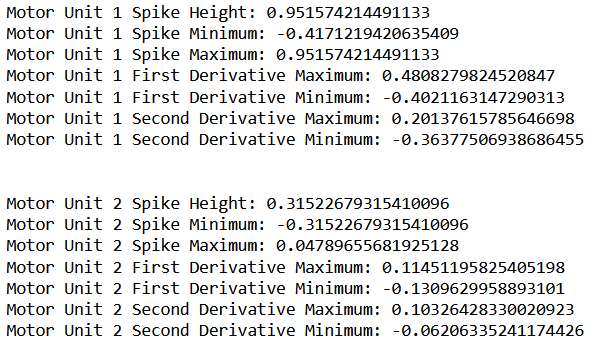 Motor Unit 1 Spike Height: 0.951574214491133
Motor Unit 1 Spike Minimum: -0.4171219420635409
Motor Unit 1 Spike Maximum: 0.951574214491133
Motor Unit 1 First Derivative Maximum: 0.4808279824520847
Motor Unit 1 First Derivative Minimum: -0.4021163147290313
Motor Unit 1 Second Derivative Maximum: 0.20137615785646698
Motor Unit 1 Second Derivative Minimum: -0.36377506938686455
Motor Unit 2 Spike Height: 0.31522679315410096
Motor Unit 2 Spike Minimum: -0.31522679315410096
Motor Unit 2 Spike Maximum: 0.04789655681925128
Motor Unit 2 First Derivative Maximum: 0.11451195825405198
Motor Unit 2 First Derivative Minimum: -0.1309629958893101
Motor Unit 2 Second Derivative Maximum: 0.10326428330020923
Motor Unit 2 Second Derivative Minimum: -0.06206335241174426